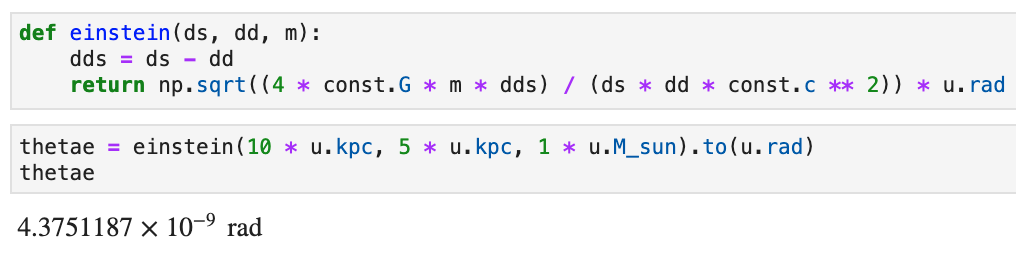 def einstein(ds, dd, m):
    dds = ds - dd
    return np.sqrt((4 * const.G * m * dds) / (ds * dd * const.c ** 2)) * u.rad
thetae = einstein(10 * u.kpc, 5 * u.kpc, 1 * u.M_sun).to(u.rad)
thetae
4.3751187 × 10⁻⁹ rad